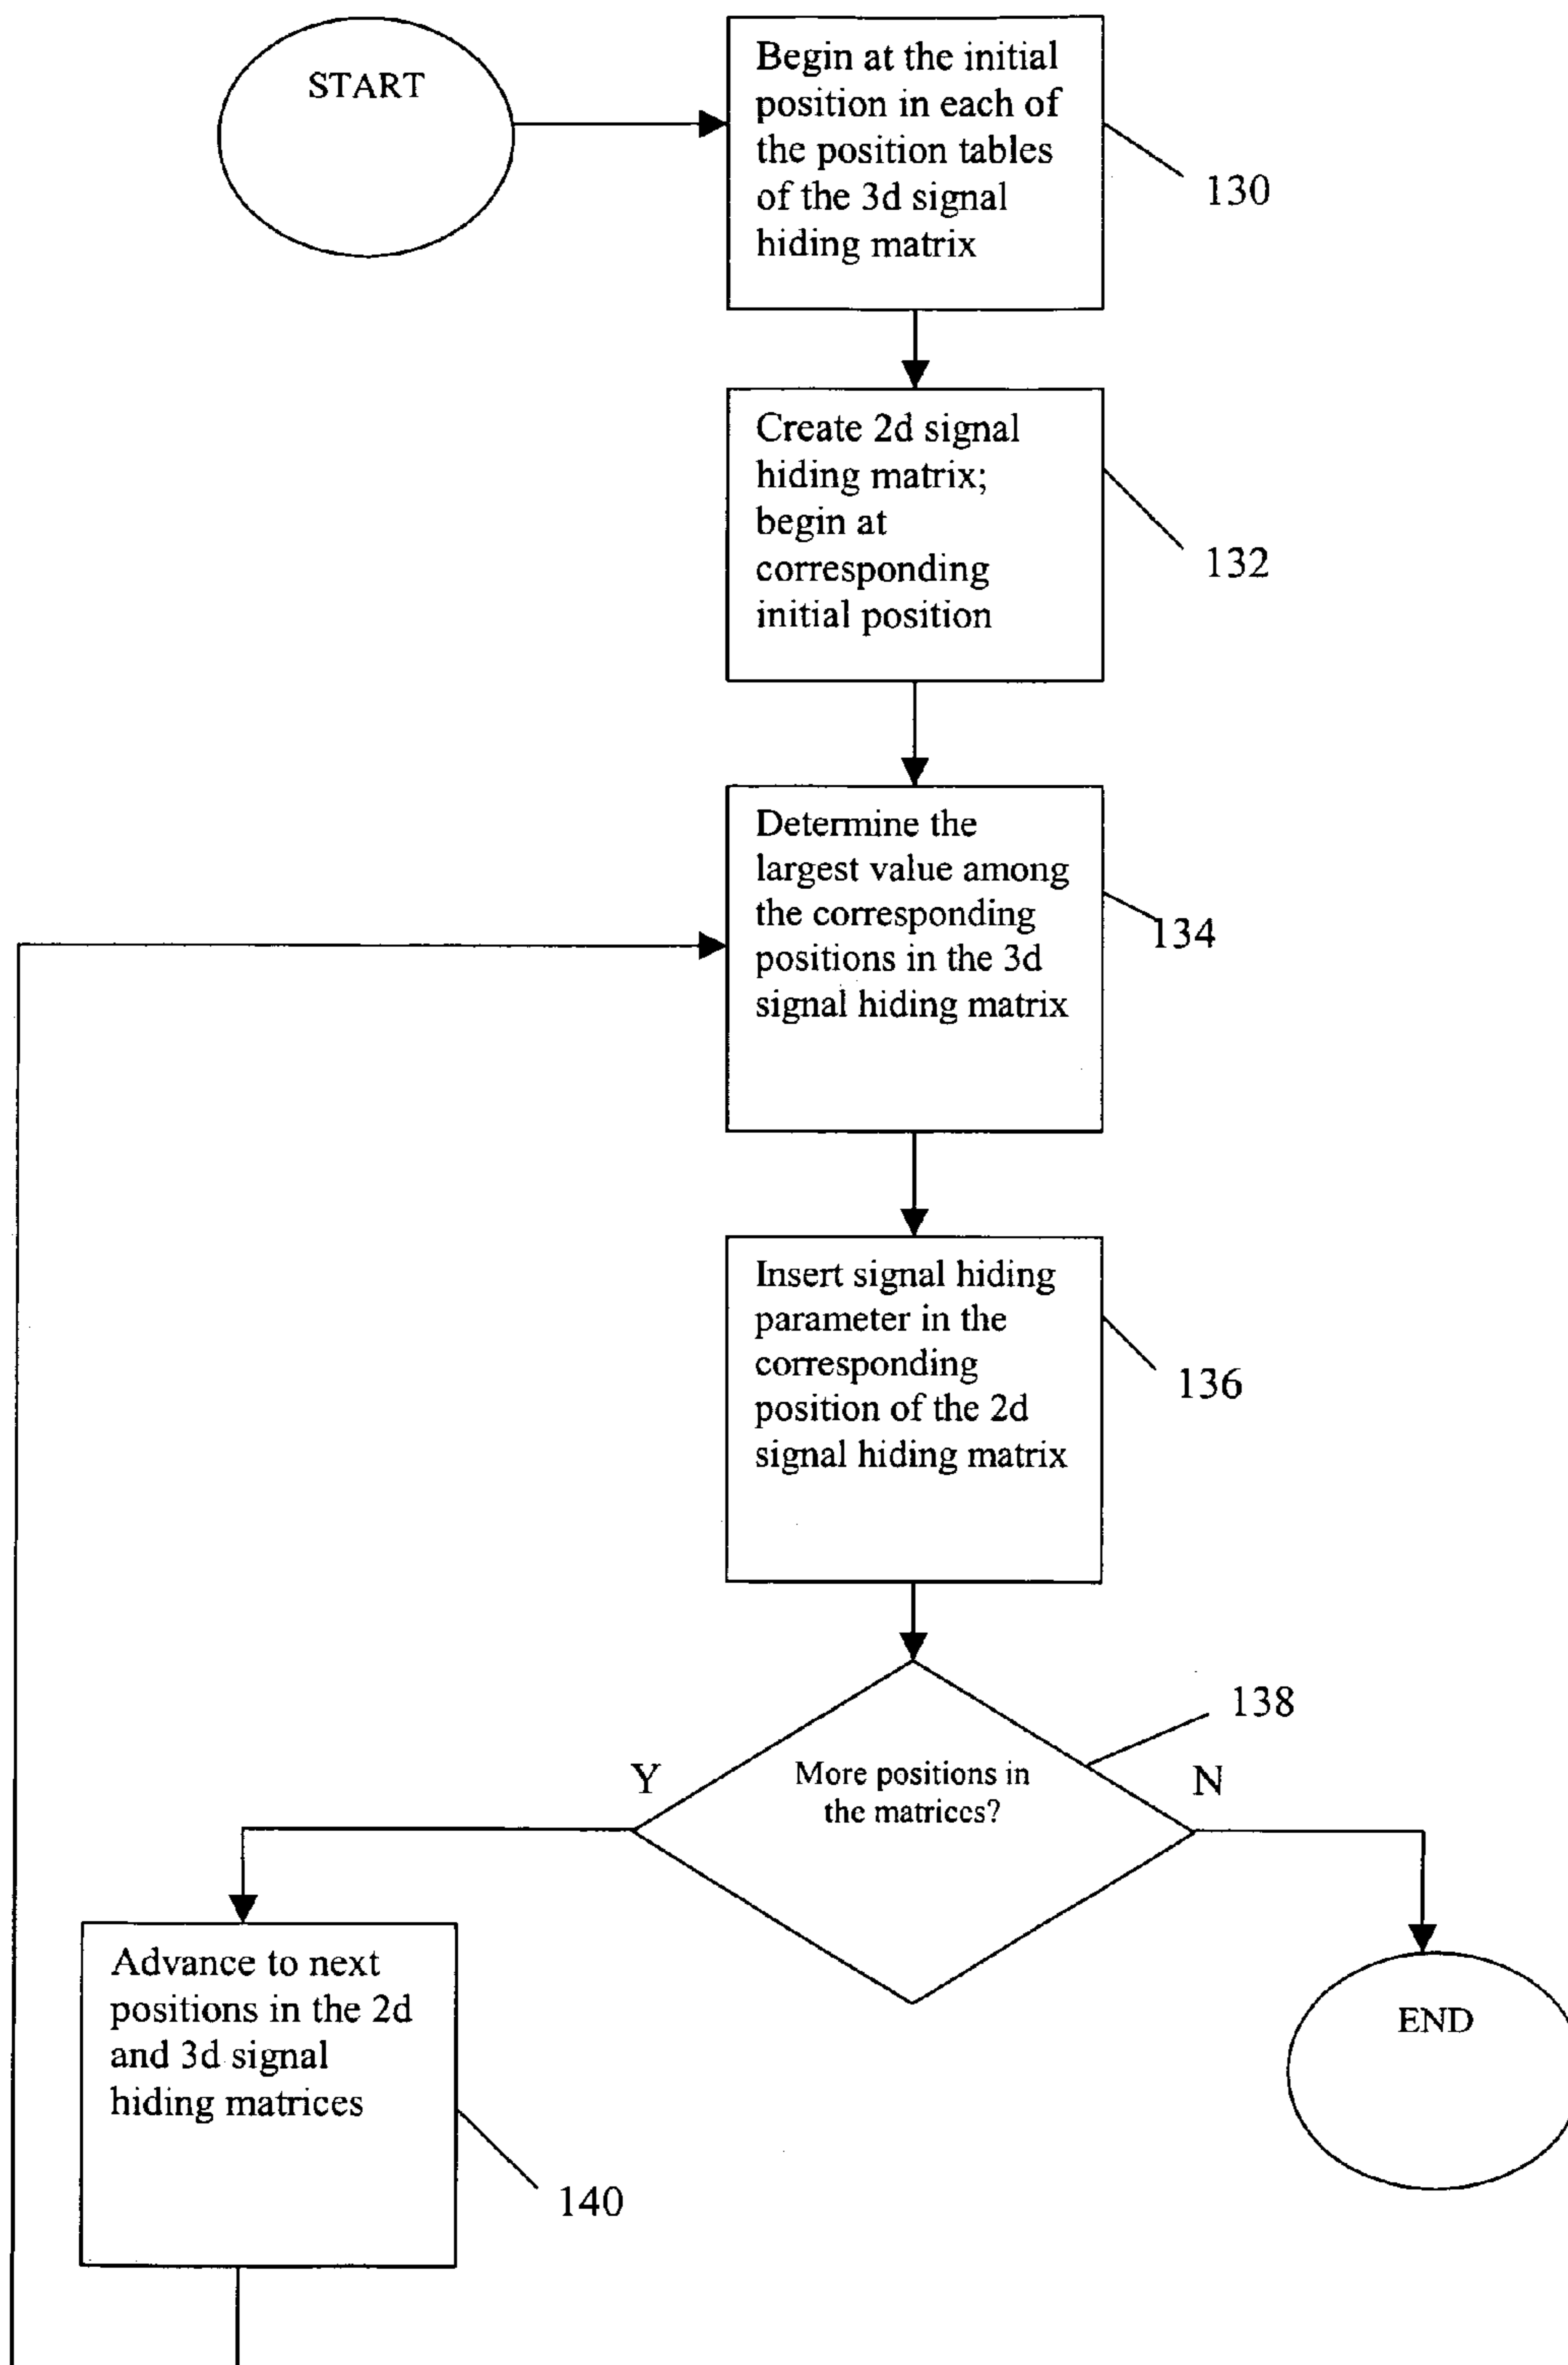 START
Begin at the initial
position in each of
the position tables
of the 3d signal
hiding matrix
130
Create 2d signal
hiding matrix;
begin at
corresponding
initial position
132
Determine the
largest value among
the corresponding
positions in the 3d
signal hiding matrix
134
Insert signal hiding
parameter in the
corresponding
position of the 2d
signal hiding matrix
136
138
Y
More positions in
the matrices?
N
Advance to next
positions in the 2d
and 3d signal
hiding matrices
140
END